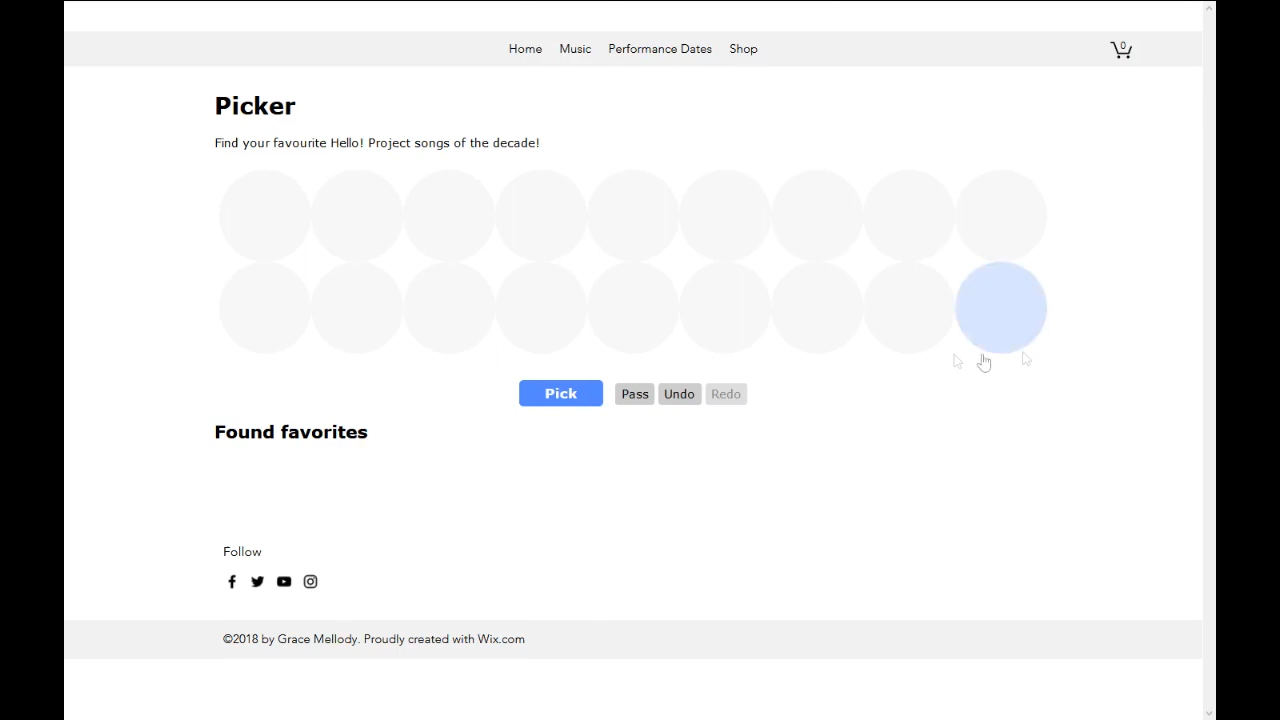 Home Music Performance Dates Shop 0
Picker
Find your favourite Hello! Project songs of the decade!
Pick Pass Undo Redo
Found favorites
Follow
©2018 by Grace Mellody. Proudly created with Wix.com